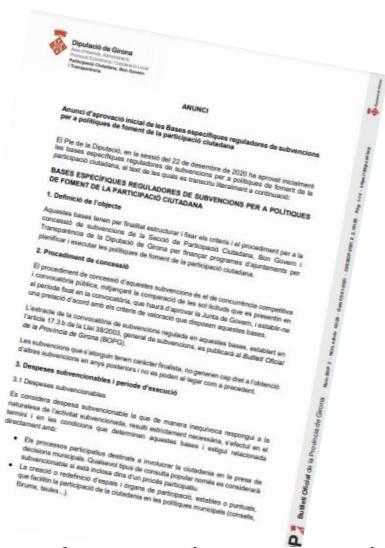 Diputació de Girona
Participació Ciutadana, Bon Govern
i Transparència
ANUNCI
Anunci d'aprovació inicial de les Bases específiques reguladores de subvencions
per a polítiques de foment de la participació ciutadana
El Ple de la Diputació, en la sessió del 22 de desembre de 2020 ha aprovat inicialment
les bases específiques reguladores de subvencions per a polítiques de foment de la
participació ciutadana, el text de les quals es transcriu literalment a continuació:
BASES ESPECÍFIQUES REGULADORES DE SUBVENCIONS PER A POLÍTIQUES
DE FOMENT DE LA PARTICIPACIÓ CIUTADANA
1. Definició de l'objecte
Aquestes bases tenen per finalitat estructurar i fixar els criteris i el procediment per a la
concessió de subvencions de la Secció de Participació Ciutadana, Bon Govern i
Transparència de la Diputació de Girona per finançar programes d'ajuntaments per
planificar i executar les polítiques de foment de la participació ciutadana.
2. Procediment de concessió
El procediment de concessió d'aquestes subvencions és el de concurrència competitiva
i convocatòria pública, mitjançant la comparació de les sol·licituds que es presentin en
el període fixat en la convocatòria, que haurà d'aprovar la Junta de Govern, i establir-ne
una prelació d'acord amb els criteris de valoració que disposen aquestes bases.
L'extracte de la convocatòria de subvencions regulada en aquestes bases, establert en
l'article 17.3 b de la Llei 38/2003, general de subvencions, es publicarà al Butlletí Oficial
de la Província de Girona (BOPG).
Les subvencions que s'atorguin tenen caràcter finalista, no generen cap dret a l'obtenció
d'altres subvencions en anys posteriors i no es poden al·legar com a precedent.
3. Despeses subvencionables i període d'execució
3.1 Despeses subvencionables
Es considera despesa subvencionable la que de manera inequívoca respongui a la
naturalesa de l'activitat subvencionada, resulti estrictament necessària, s'efectuï en el
termini i en les condicions que determinen aquestes bases i estigui relacionada
directament amb:
• Els processos participatius destinats a involucrar la ciutadania en la presa de
decisions municipals. Qualsevol tipus de consulta popular només es considerarà
subvencionable si està inclosa dins d'un procés participatiu.
• La creació o redefinició d'espais i òrgans de participació, estables o puntuals,
que facilitin la participació de la ciutadania en les polítiques municipals (consells,
fòrums, taules...).
Butlletí Oficial de la Província de Girona